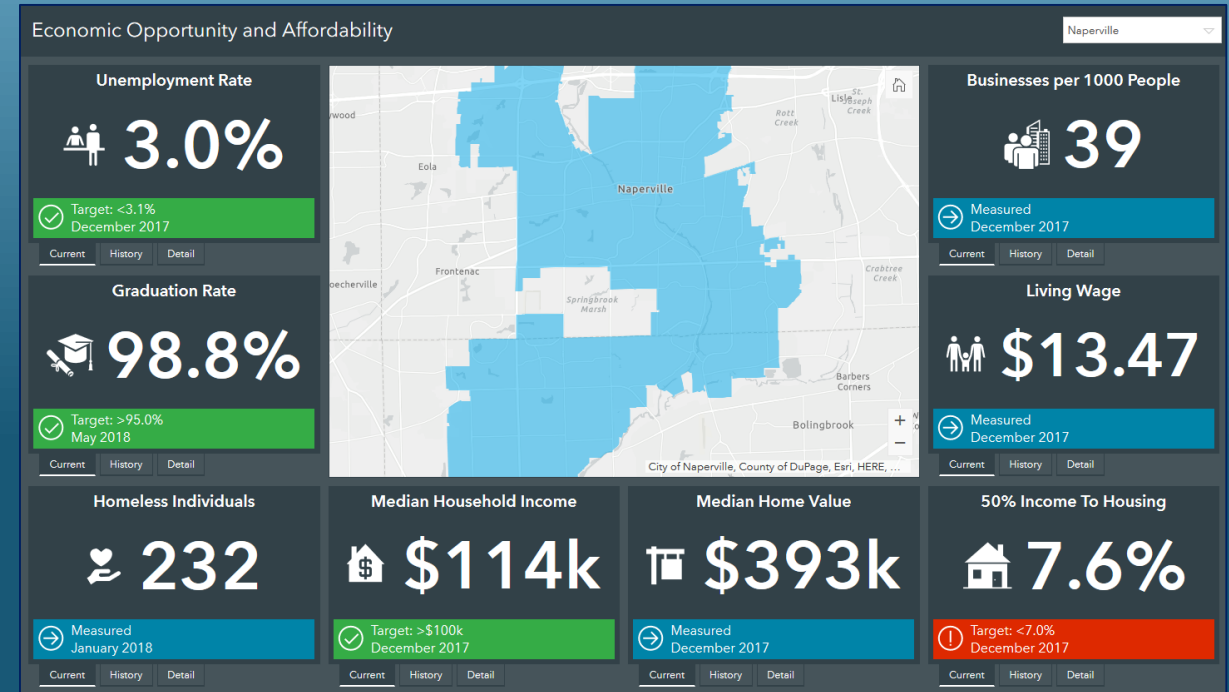 Economic Opportunity and Affordability
Naperville
Unemployment Rate
3.0%
Target: <3.1%
December 2017
Current History Detail
Graduation Rate
98.8%
Target: >95.0%
May 2018
Current History Detail
Homeless Individuals
232
Measured
January 2018
Current History Detail
Lisle
St.
Joseph
Creek
Rott
Creek
Eola
Naperville
Frontenac
Crabtree
Creek
Springbrook
Marsh
Barbers
Corners
Bolingbrook
+
−
City of Naperville, County of DuPage, Esri, HERE, ...
Median Household Income
$114k
Target: >$100k
December 2017
Current History Detail
Median Home Value
$393k
Measured
December 2017
Current History Detail
Businesses per 1000 People
39
Measured
December 2017
Current History Detail
Living Wage
$13.47
Measured
December 2017
Current History Detail
50% Income To Housing
7.6%
Target: <7.0%
December 2017
Current History Detail